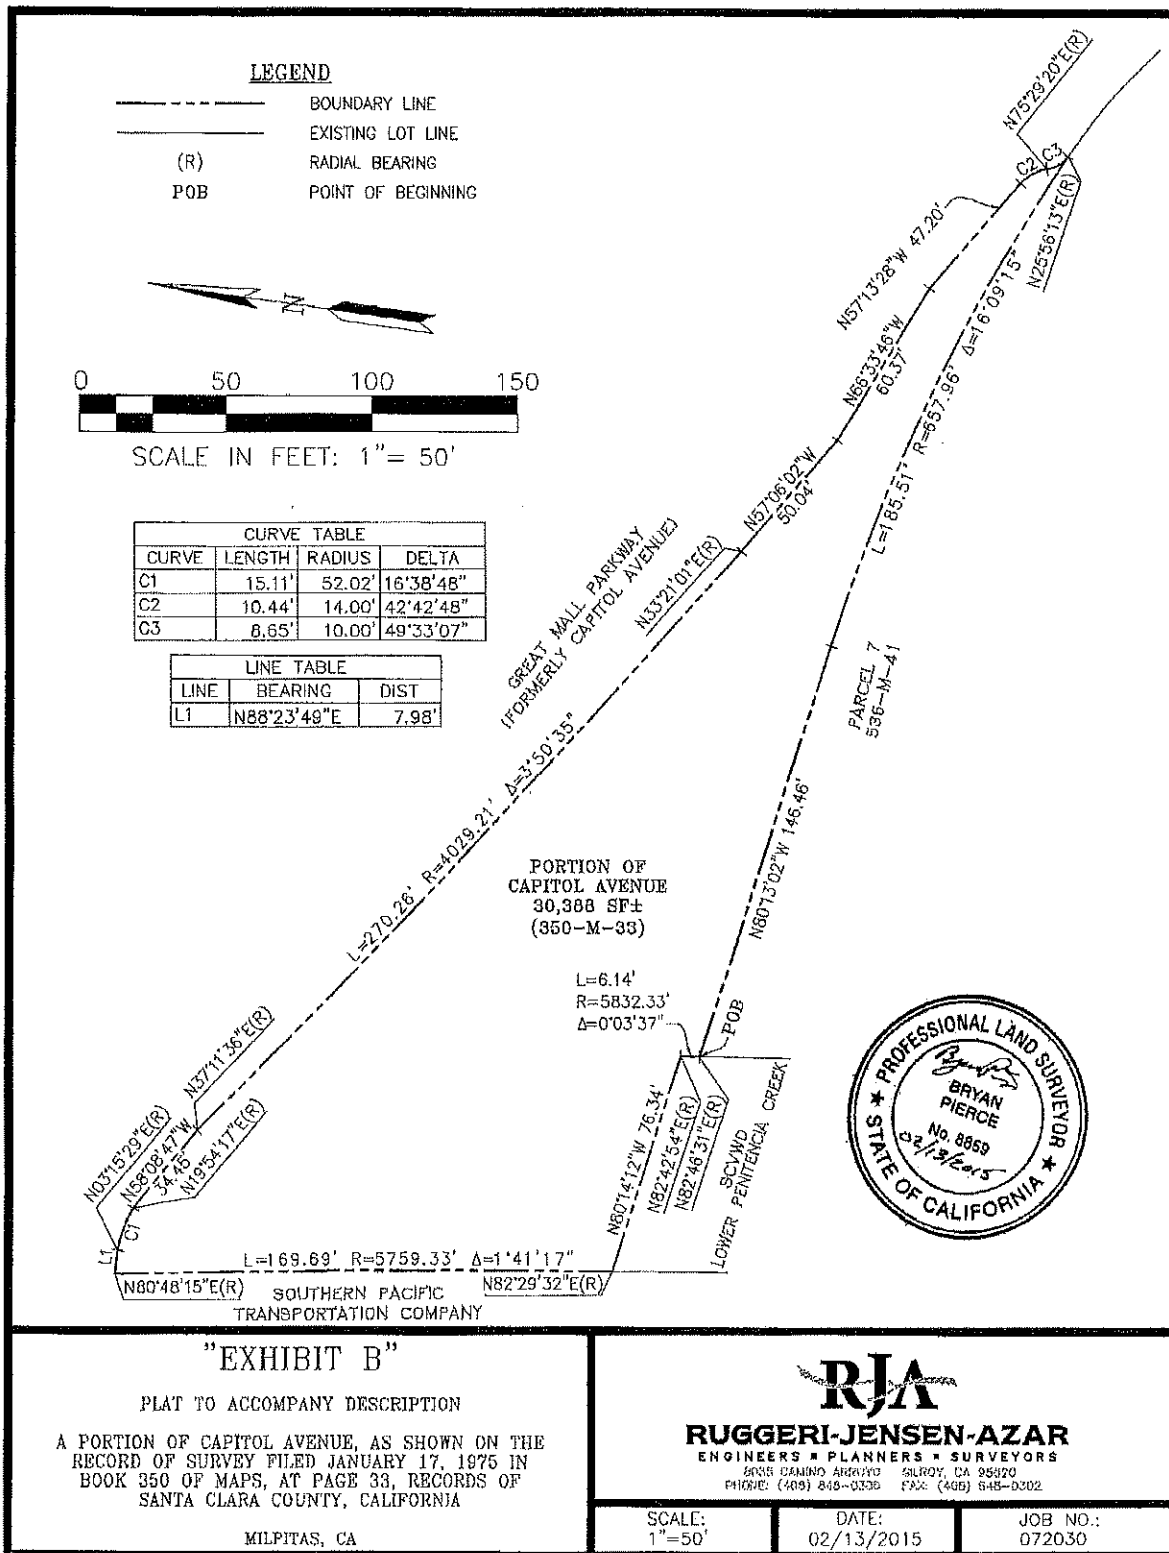 LEGEND
BOUNDARY LINE
EXISTING LOT LINE
(R) RADIAL BEARING
POB POINT OF BEGINNING
N
0 50 100 150
SCALE IN FEET: 1"= 50'
CURVE TABLE
CURVE LENGTH RADIUS DELTA
C1 15.11' 52.02' 16°38'48"
C2 10.44' 14.00' 42°42'48"
C3 8.65' 10.00' 49°33'07"
LINE TABLE
LINE BEARING DIST
L1 N88°23'49"E 7.98'
N75°29'20"E(R)
C2
C3
N25°56'13"E(R)
N57°13'28"W 47.20'
L=185.51' R=657.96' Δ=16°09'15"
N66°33'46"W
60.37'
N57°06'02"W
50.04'
N33°21'01"E(R)
GREAT MALL PARKWAY
(FORMERLY CAPITOL AVENUE)
PARCEL 7
536-M-41
L=270.26' R=4029.21' Δ=3°50'35"
N80°13'02"W 146.46'
PORTION OF
CAPITOL AVENUE
30,388 SF±
(350-M-33)
L=6.14'
R=5832.33'
Δ=0°03'37"
POB
N37°11'36"E(R)
N03°15'29"E(R)
N58°08'47"W
34.45'
N19°54'17"E(R)
C1
L1
N80°14'12"W 76.34'
N82°42'54"E(R)
N82°46'31"E(R)
SCVWD
LOWER PENITENCIA CREEK
L=169.69' R=5759.33' Δ=1°41'17"
N80°48'15"E(R)
N82°29'32"E(R)
SOUTHERN PACIFIC
TRANSPORTATION COMPANY
PROFESSIONAL LAND SURVEYOR
BRYAN
PIERCE
No. 8869
02/13/2015
STATE OF CALIFORNIA
"EXHIBIT B"
PLAT TO ACCOMPANY DESCRIPTION
A PORTION OF CAPITOL AVENUE, AS SHOWN ON THE
RECORD OF SURVEY FILED JANUARY 17, 1975 IN
BOOK 350 OF MAPS, AT PAGE 33, RECORDS OF
SANTA CLARA COUNTY, CALIFORNIA
MILPITAS, CA
RJA
RUGGERI-JENSEN-AZAR
ENGINEERS ▪ PLANNERS ▪ SURVEYORS
CAMINO ARROYO GILROY, CA 95020
PHONE: (408) FAX: (408)
SCALE:
1"=50'
DATE:
02/13/2015
JOB NO.:
072030